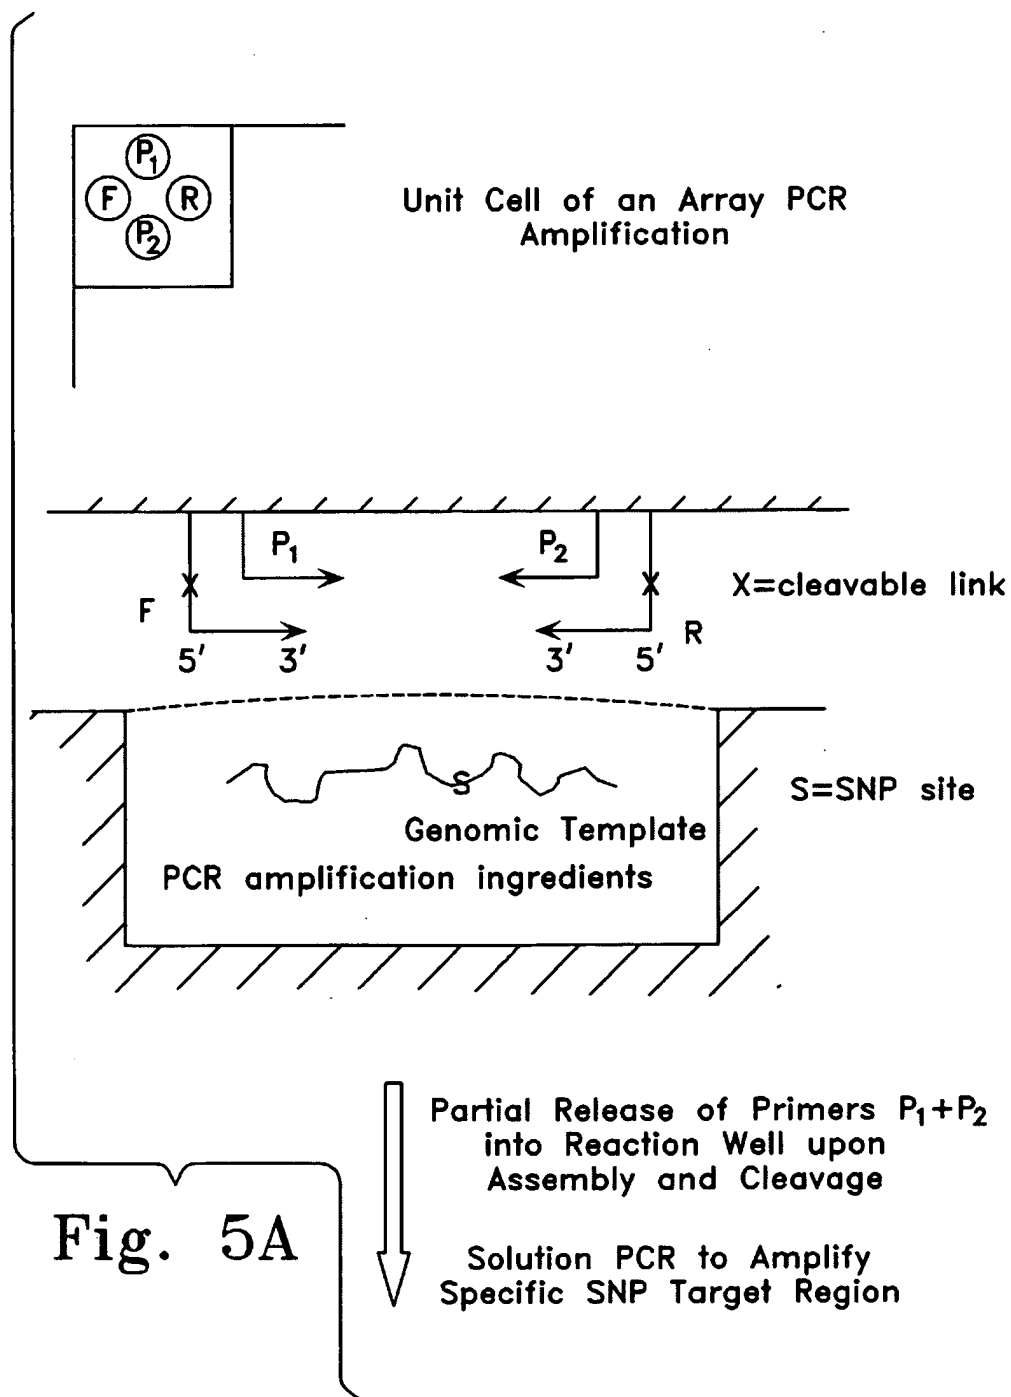 P₁
F R
P₂
Unit Cell of an Array PCR
Amplification
P₁ P₂
X X
X=cleavable link
F R
5' 3' 3' 5'
S
S=SNP site
Genomic Template
PCR amplification ingredients
Partial Release of Primers P₁+P₂
into Reaction Well upon
Assembly and Cleavage
Fig. 5A
Solution PCR to Amplify
Specific SNP Target Region